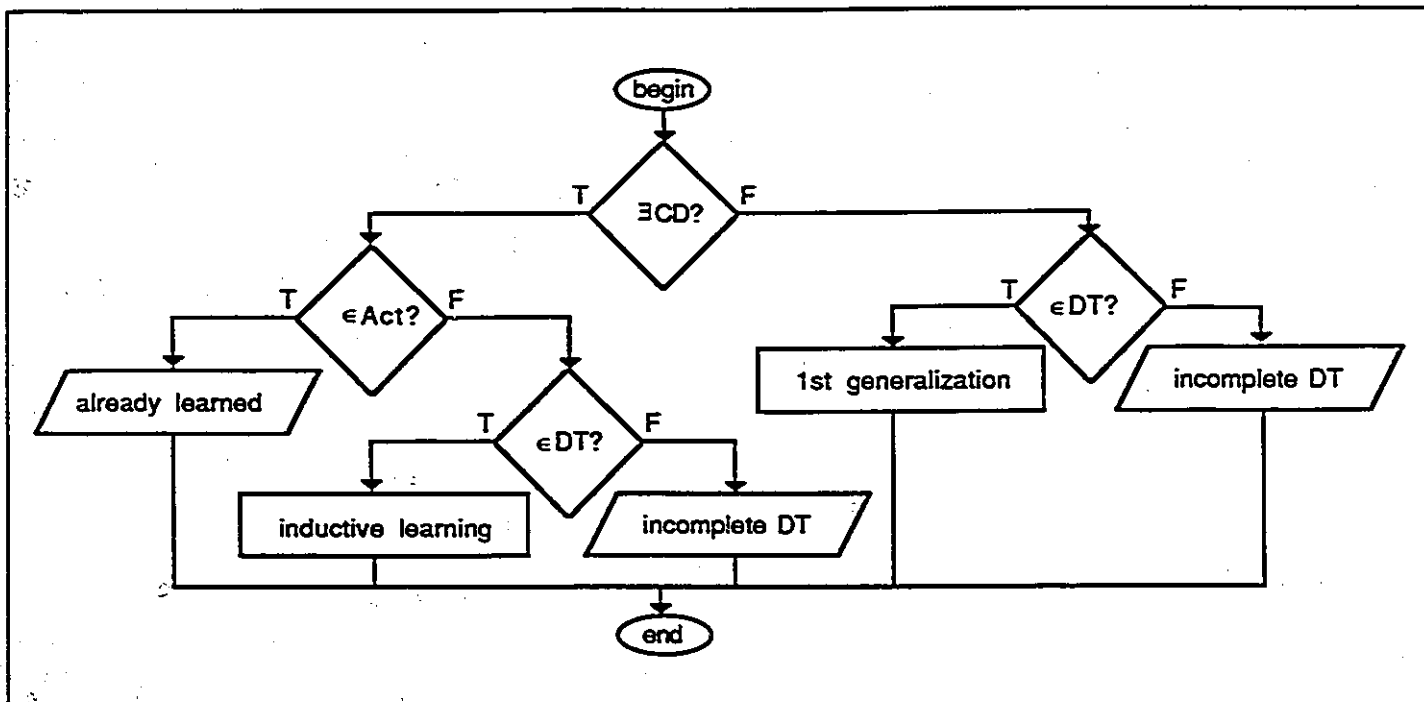 begin
T
∃CD?
F
T
∈Act?
F
T
∈DT?
F
already learned
T
∈DT?
F
1st generalization
incomplete DT
inductive learning
incomplete DT
end